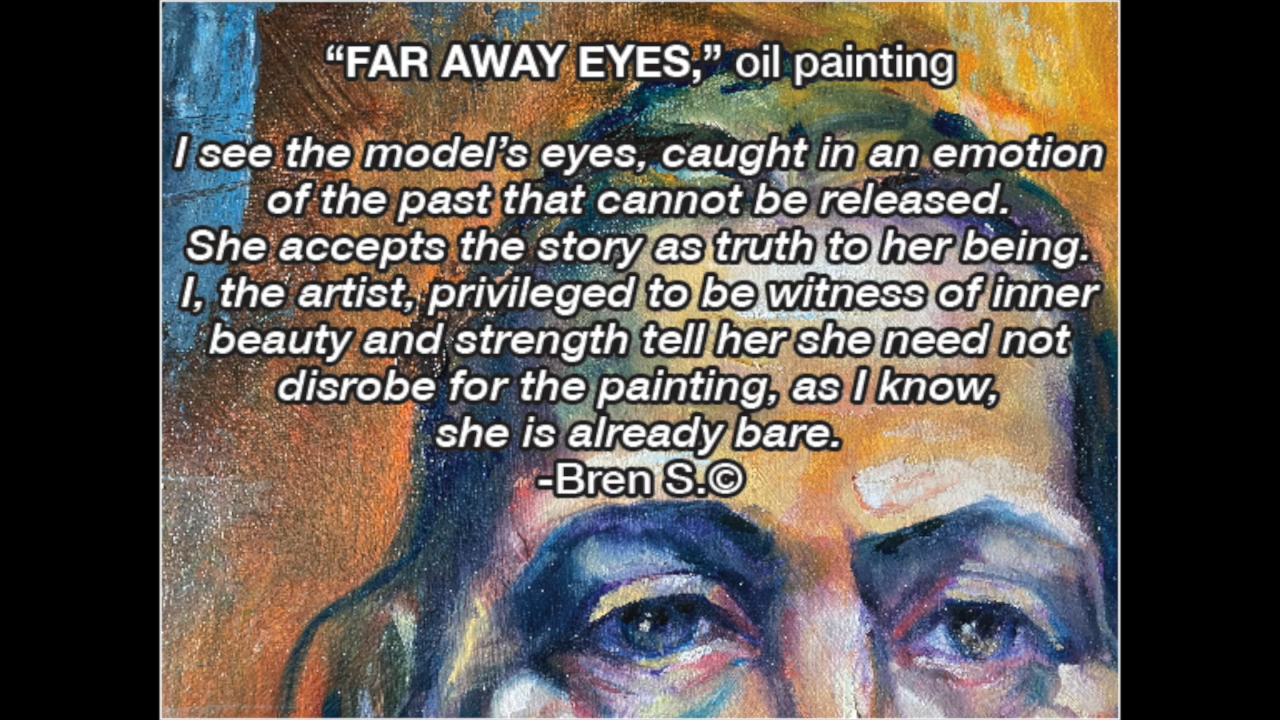 “FAR AWAY EYES,” oil painting
I see the model’s eyes, caught in an emotion
of the past that cannot be released.
She accepts the story as truth to her being.
I, the artist, privileged to be witness of inner
beauty and strength tell her she need not
disrobe for the painting, as I know,
she is already bare.
-Bren S.©